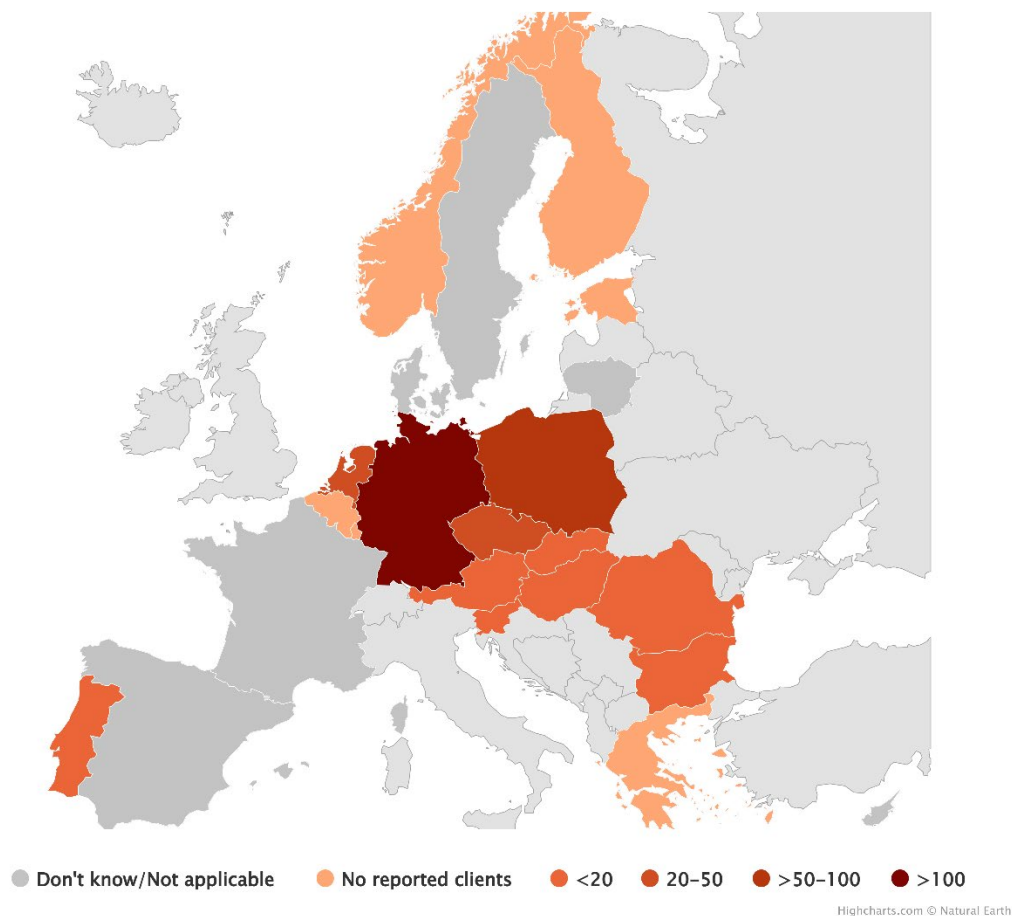 Don't know/Not applicable No reported clients <20 20–50 >50–100 >100
Highcharts.com © Natural Earth